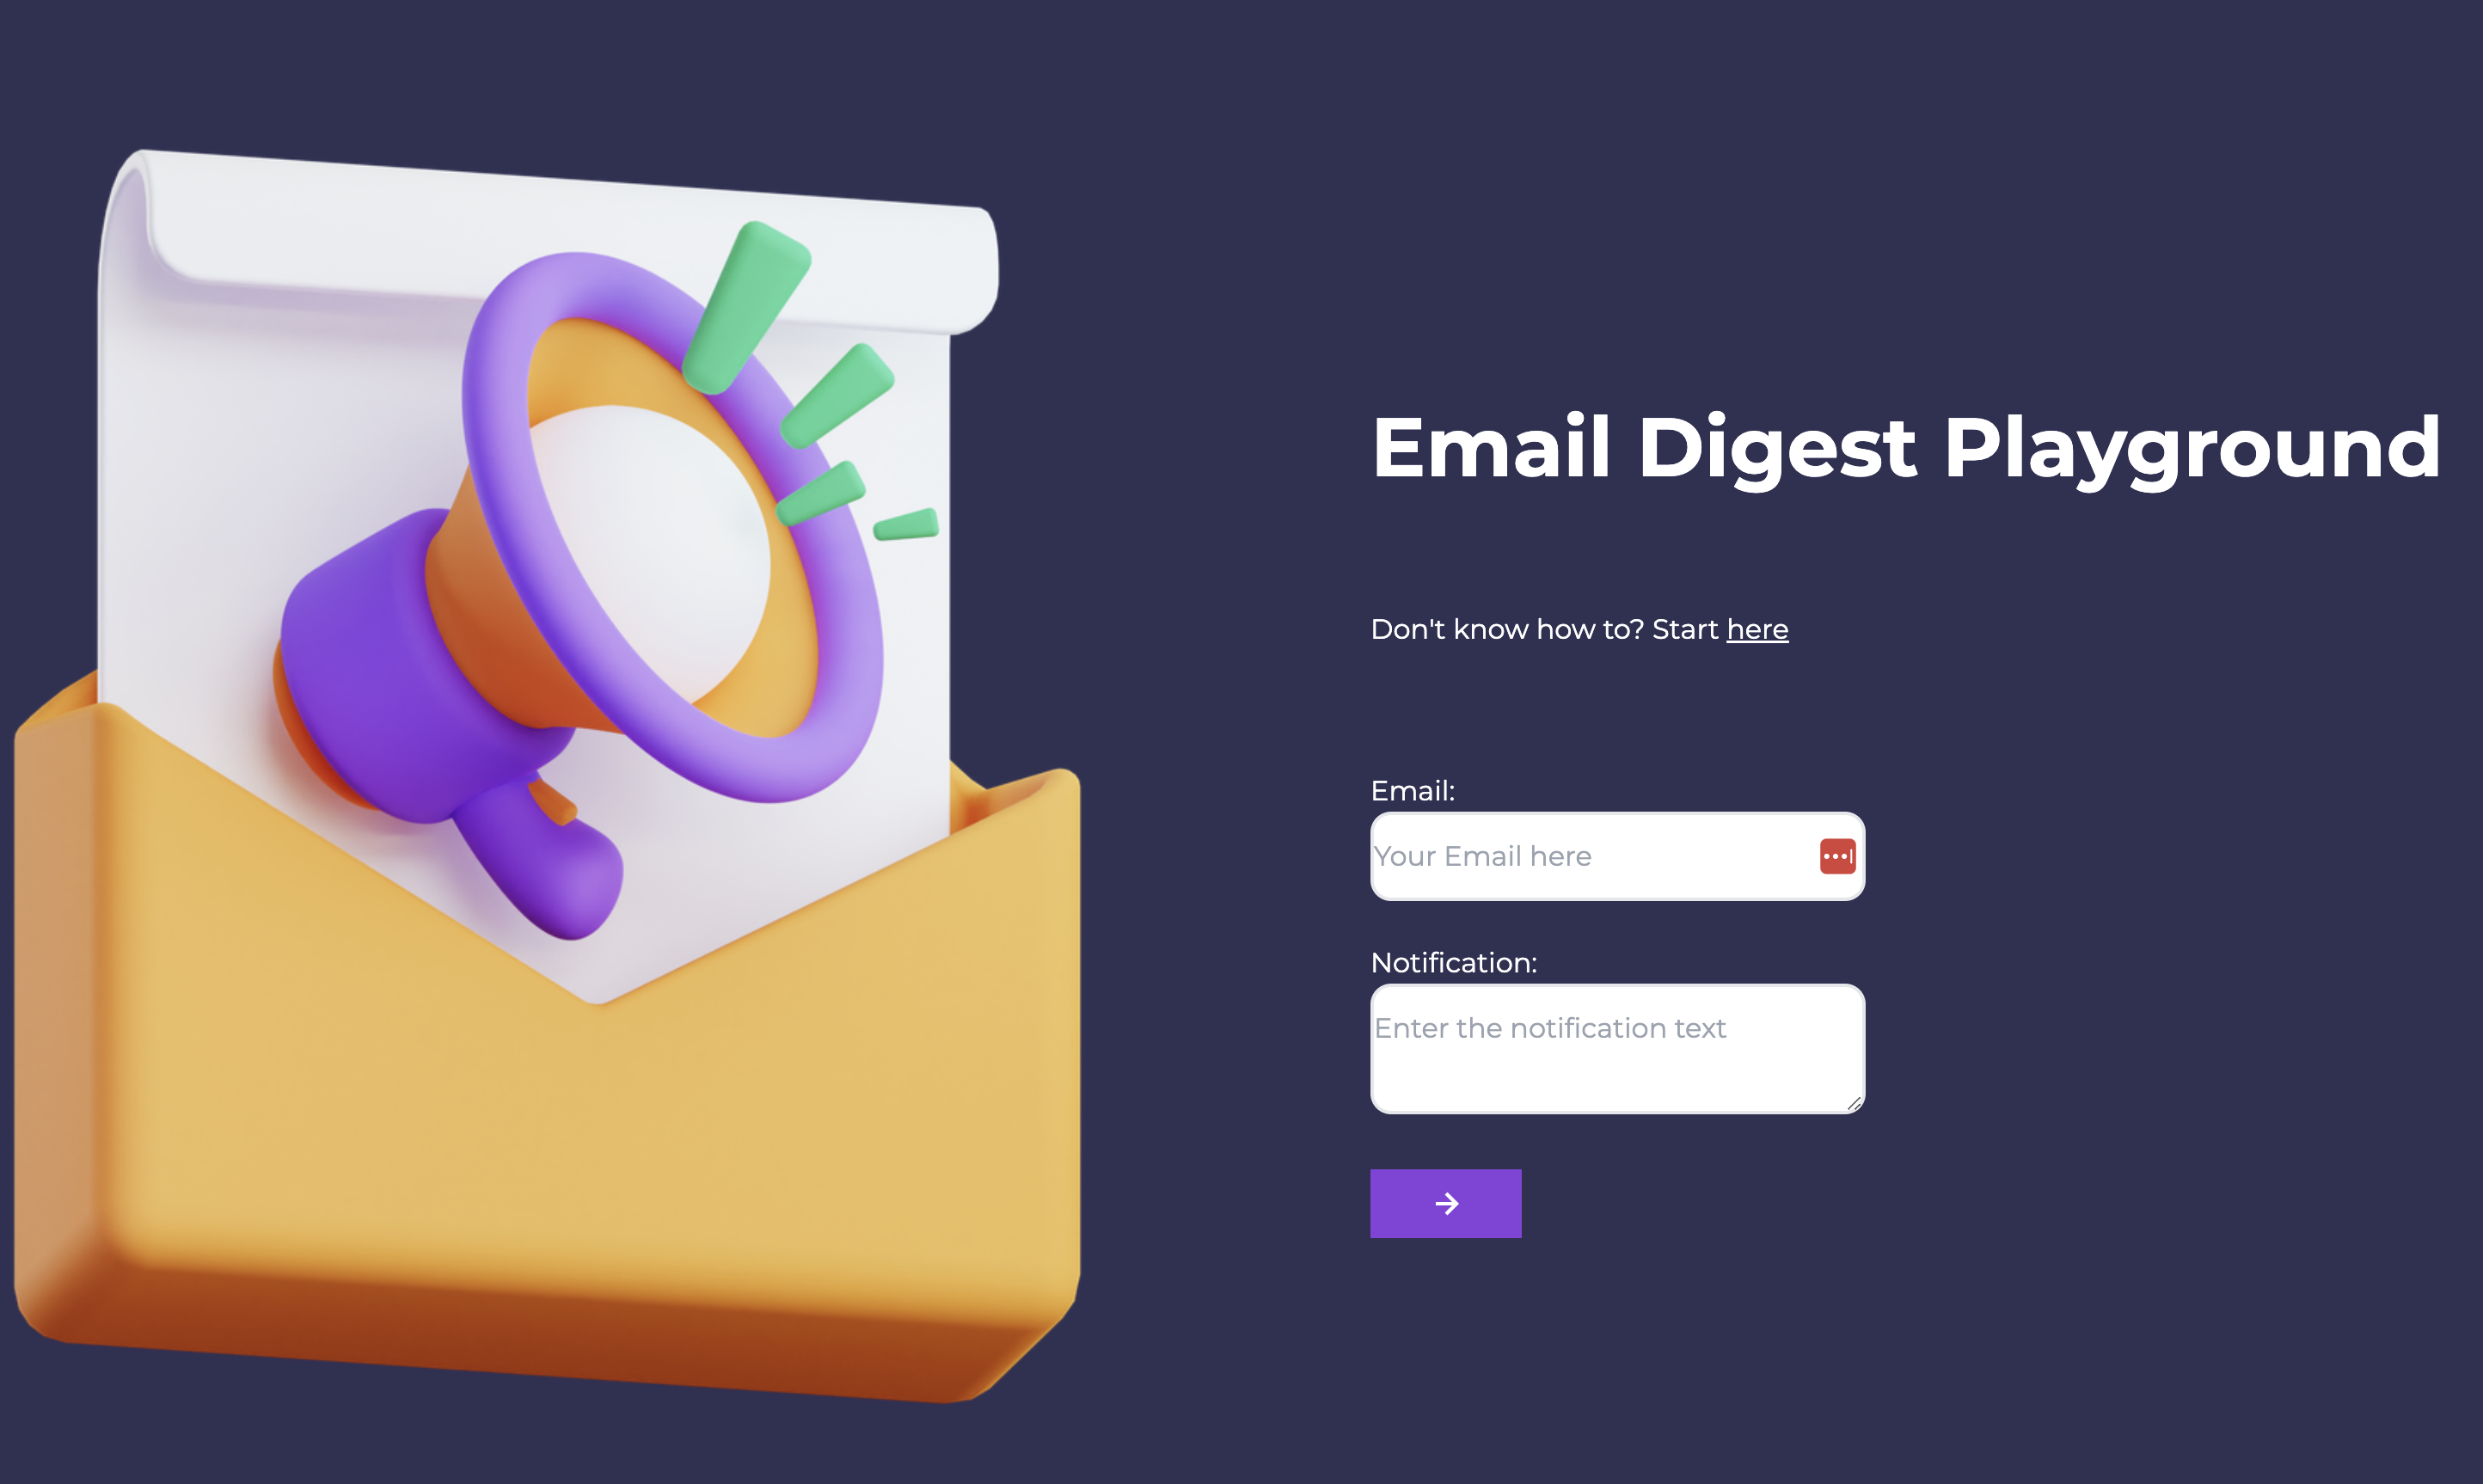 Email Digest Playground
Don't know how to? Start here
Email:
Your Email here
Notification:
Enter the notification text